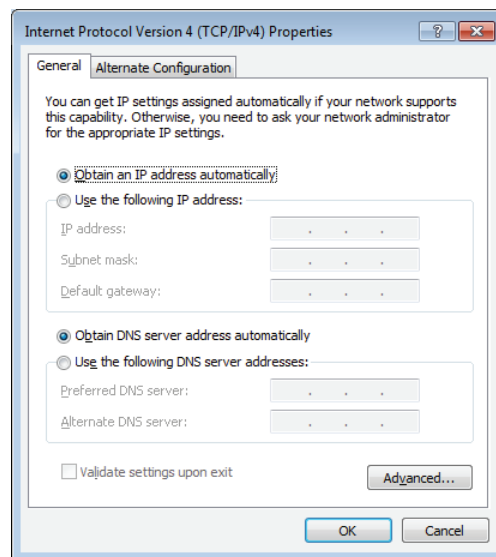 Internet Protocol Version 4 (TCP/IPv4) Properties
General
Alternate Configuration
You can get IP settings assigned automatically if your network supports
this capability. Otherwise, you need to ask your network administrator
for the appropriate IP settings.
Obtain an IP address automatically
Use the following IP address:
IP address:
Subnet mask:
Default gateway:
Obtain DNS server address automatically
Use the following DNS server addresses:
Preferred DNS server:
Alternate DNS server:
Validate settings upon exit
Advanced...
OK
Cancel